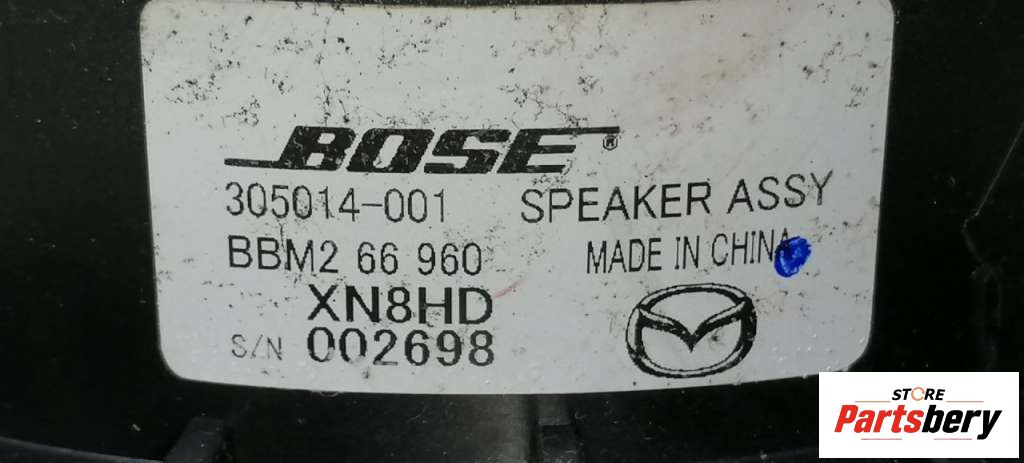 BOSE®
305014-001 SPEAKER ASSY
BBM2 66 960 MADE IN CHINA
XN8HD
S/N 002698
STORE
Partsbery